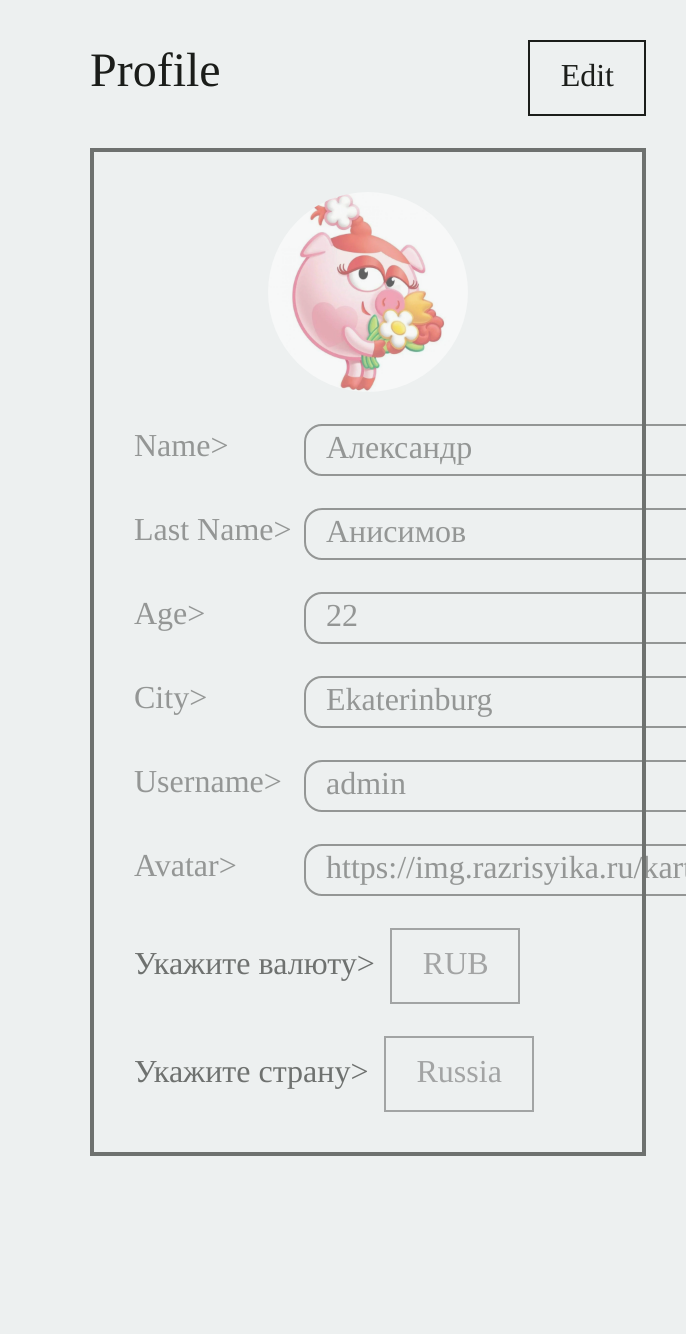 Profile
Edit
Name> Александр
Last Name> Анисимов
Age> 22
City> Ekaterinburg
Username> admin
Avatar> https://img.razrisyika.ru/kart
Укажите валюту> RUB
Укажите страну> Russia